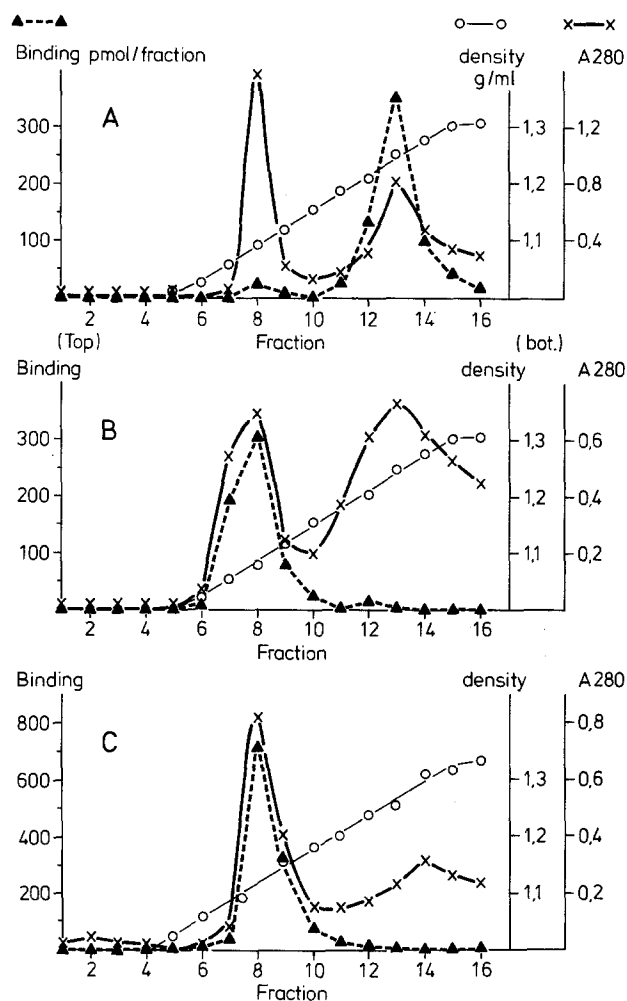 Binding pmol/fraction density g/ml A280
A
300 1,3 1,2
200 1,2 0,8
100 1,1 0,4
2 4 6 8 10 12 14 16
(Top) Fraction (bot.)
Binding density A280
B
300 1,3 0,6
200 1,2 0,4
100 1,1 0,2
2 4 6 8 10 12 14 16
Fraction
Binding density A280
C
800 0,8
600 1,3 0,6
400 1,2 0,4
200 1,1 0,2
2 4 6 8 10 12 14 16
Fraction